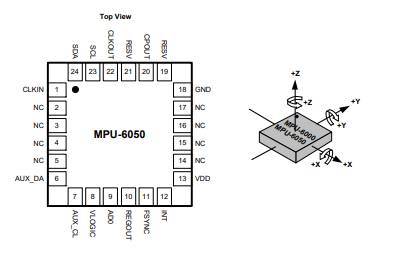 Top View
SDA SCL CLKOUT RESV CPOUT RESV
24 23 22 21 20 19
CLKIN 1 18 GND
NC 2 17 NC
NC 3 16 NC
MPU-6050
NC 4 15 NC
NC 5 14 NC
AUX_DA 6 13 VDD
7 8 9 10 11 12
AUX_CL VLOGIC AD0 REGOUT FSYNC INT
+Z
+Z
+Y
+Y
MPU-6000
MPU-6050
+X
+X